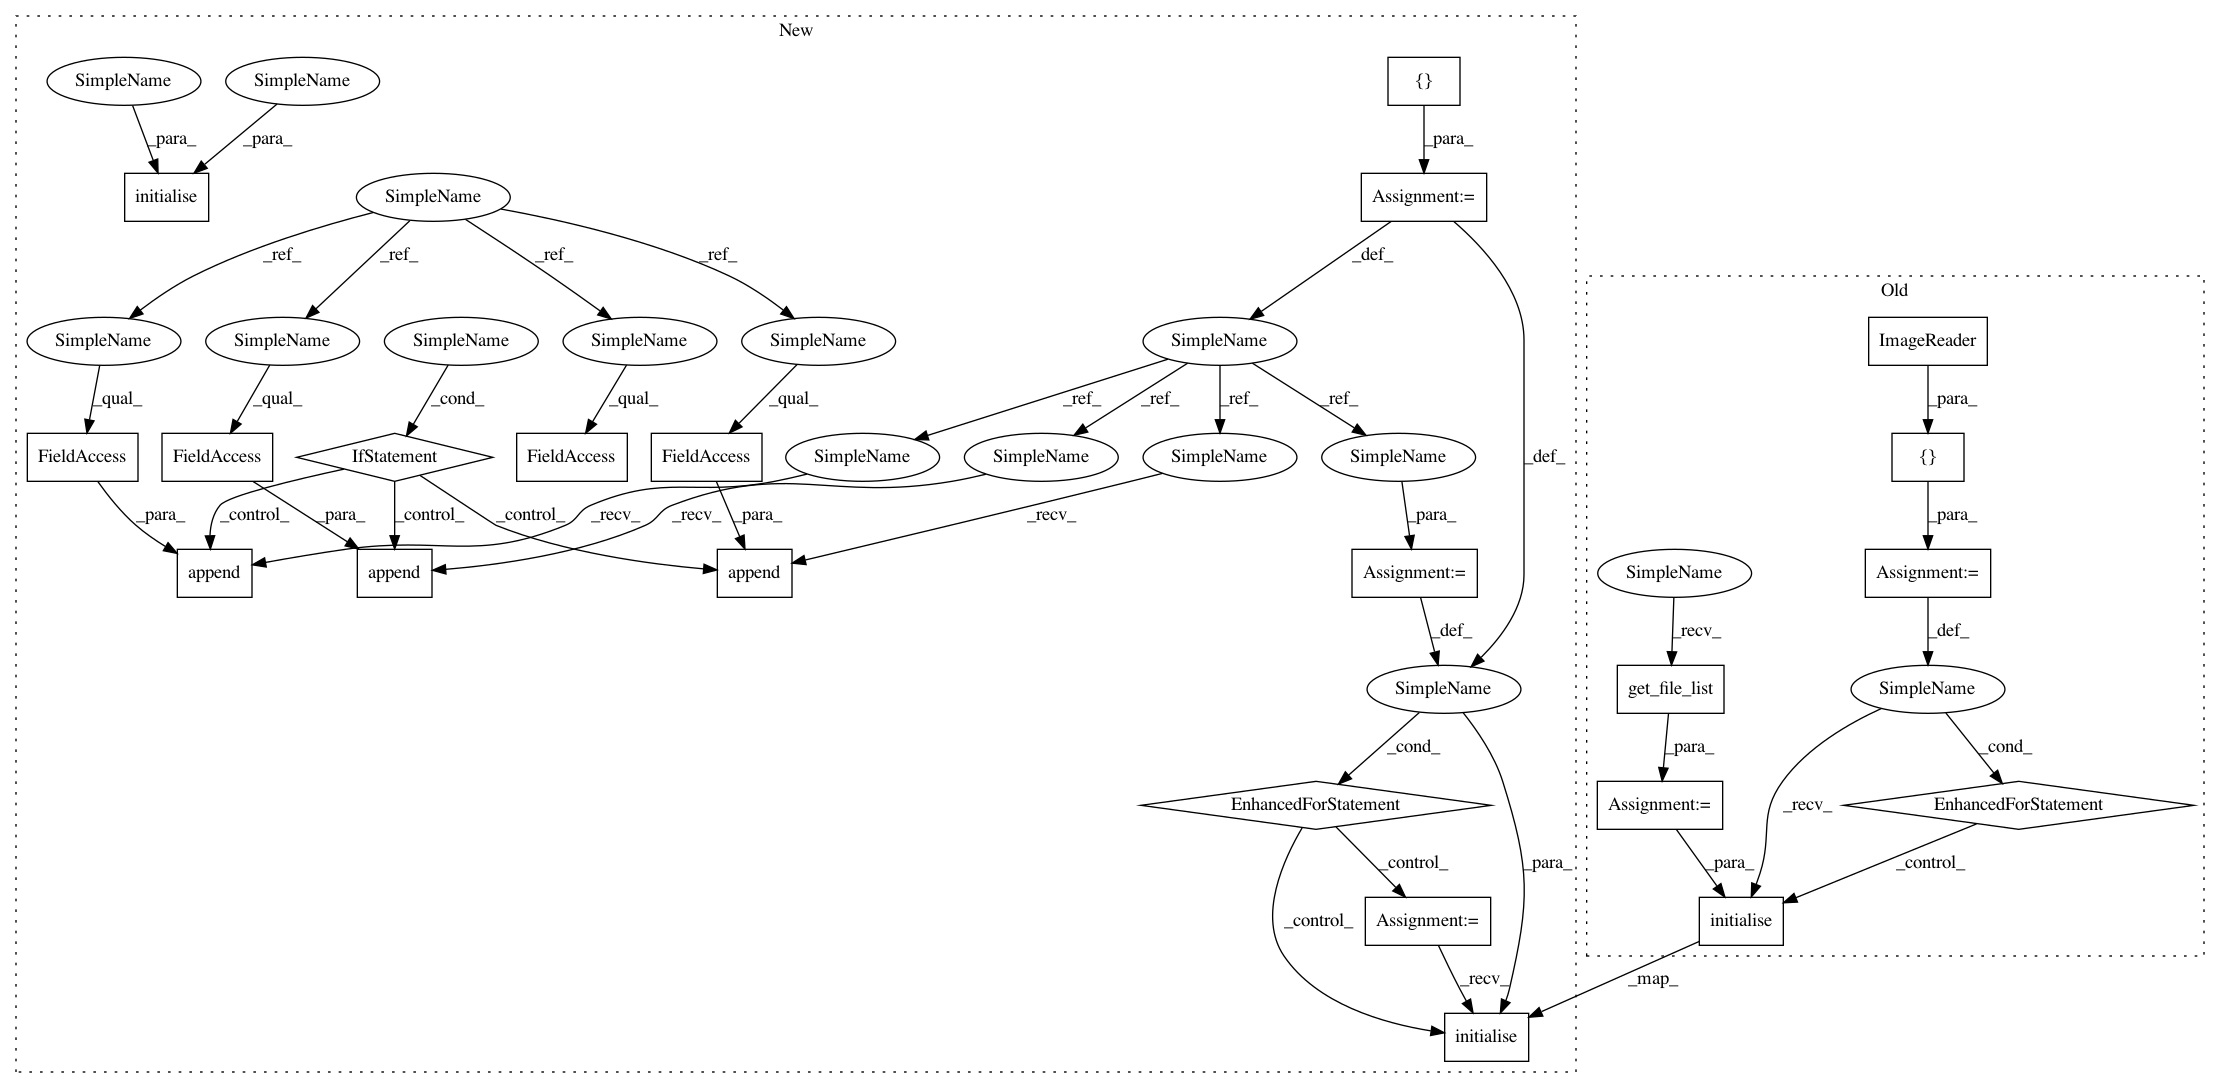 New
SimpleName
SimpleName
{}
_para_
_para_
_para_
initialise
SimpleName
Assignment:=
_ref_
_ref_
_ref_
_ref_
_def_
Old
SimpleName
SimpleName
SimpleName
SimpleName
SimpleName
SimpleName
ImageReader
_qual_
_qual_
_cond_
_qual_
_qual_
_ref_
_ref_
_ref_
_ref_
_para_
FieldAccess
FieldAccess
IfStatement
FieldAccess
FieldAccess
SimpleName
SimpleName
SimpleName
SimpleName
_def_
{}
_para_
_control_
_para_
_control_
_control_
_recv_
_recv_
_para_
_recv_
_para_
_para_
append
append
append
Assignment:=
SimpleName
Assignment:=
_def_
_recv_
_def_
SimpleName
get_file_list
SimpleName
_cond_
_para_
_cond_
EnhancedForStatement
Assignment:=
_recv_
EnhancedForStatement
_control_
_para_
_para_
_control_
_control_
Assignment:=
initialise
_recv_
_map_
initialise